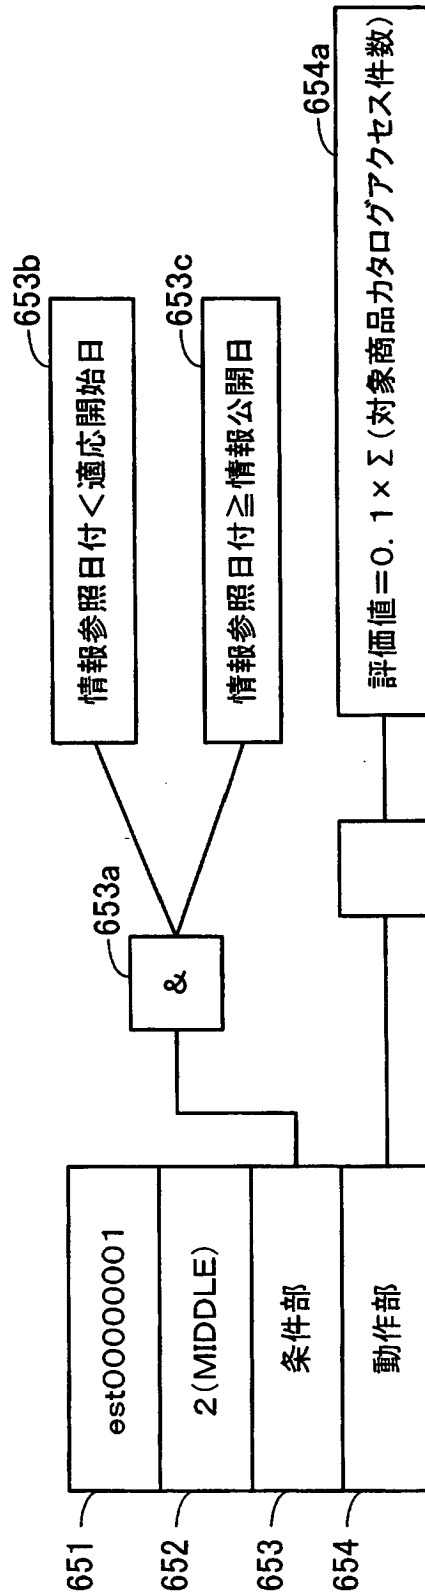 651
est00000001
652
2(MIDDLE)
653
条件部
654
動作部
653a
&
653b
情報参照日付<適応開始日
653c
情報参照日付≧情報公開日
654a
評価値=0.1×Σ(対象商品カタログアクセス件数)